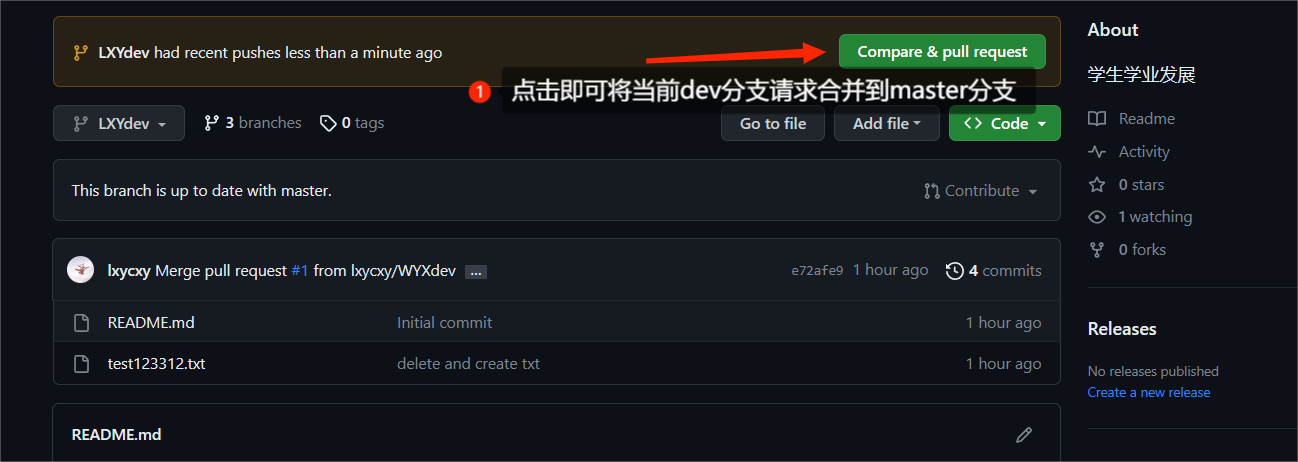 LXYdev had recent pushes less than a minute ago
Compare & pull request
1 点击即可将当前dev分支请求合并到master分支
LXYdev
3 branches
0 tags
Go to file
Add file
Code
This branch is up to date with master.
Contribute
lxycxy Merge pull request #1 from lxycxy/WYXdev ...
e72afe9 1 hour ago
4 commits
README.md Initial commit 1 hour ago
test123312.txt delete and create txt 1 hour ago
README.md
About
学生学业发展
Readme
Activity
0 stars
1 watching
0 forks
Releases
No releases published
Create a new release